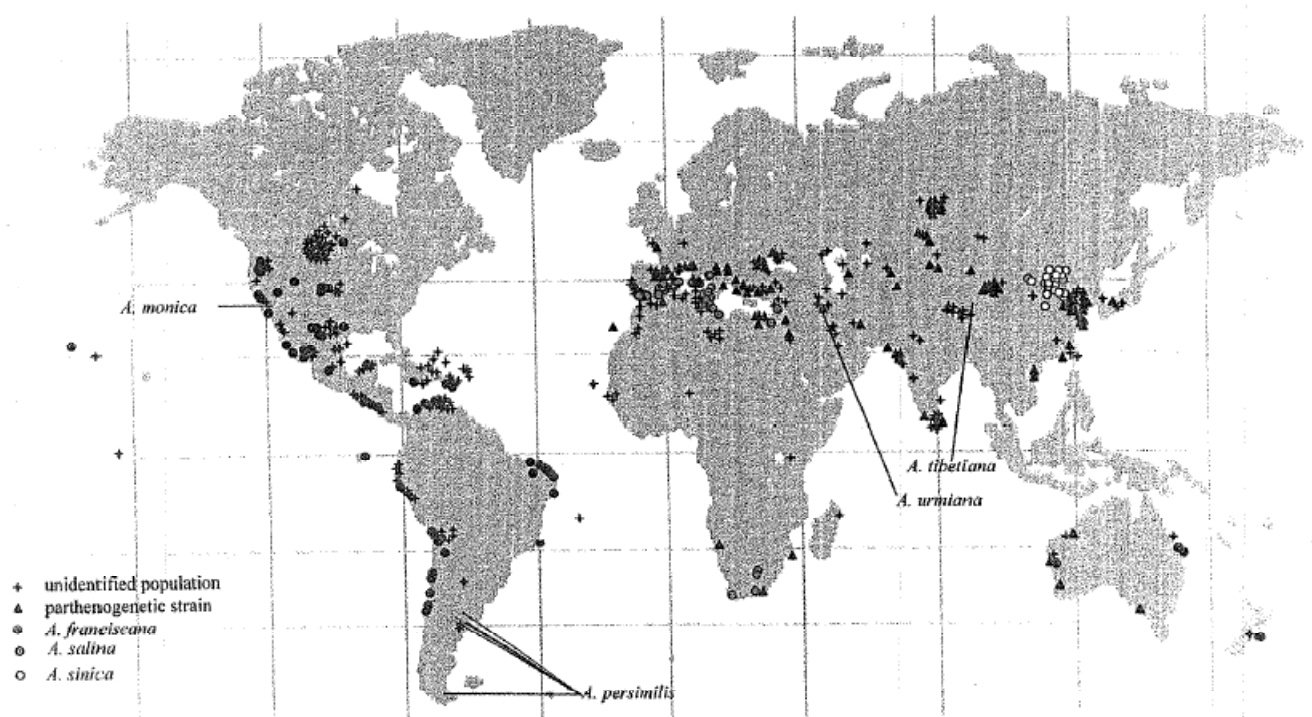 A. monica
A. tibetiana
A. urmiana
+ unidentified population
▲ parthenogenetic strain
A. franciscana
A. salina
A. sinica
A. persimilis